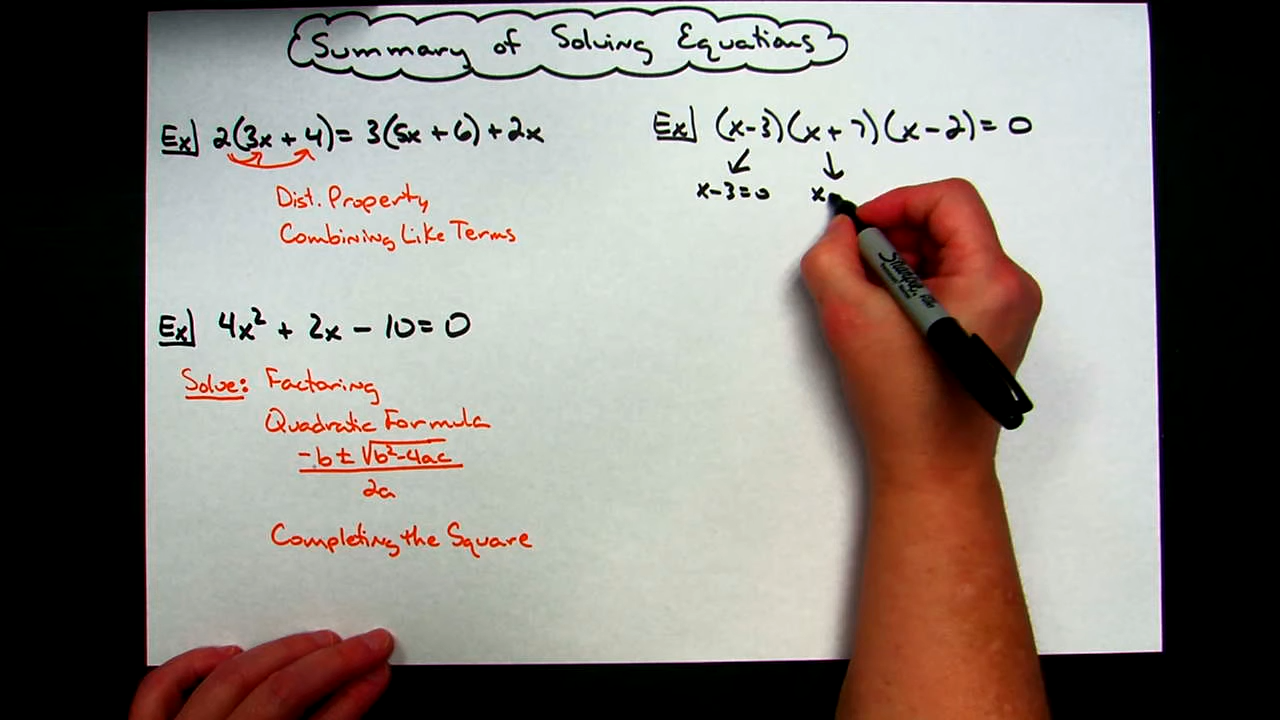 Summary of Solving Equations
Ex] 2(3x + 4) = 3(5x + 6) + 2x
Dist. Property
Combining Like Terms
Ex] 4x² + 2x - 10 = 0
Solve: Factoring
Quadratic Formula
-b ± √b²-4ac
2a
Completing the Square
Ex] (x-3)(x+7)(x-2) = 0
x-3=0 x
Sharpie